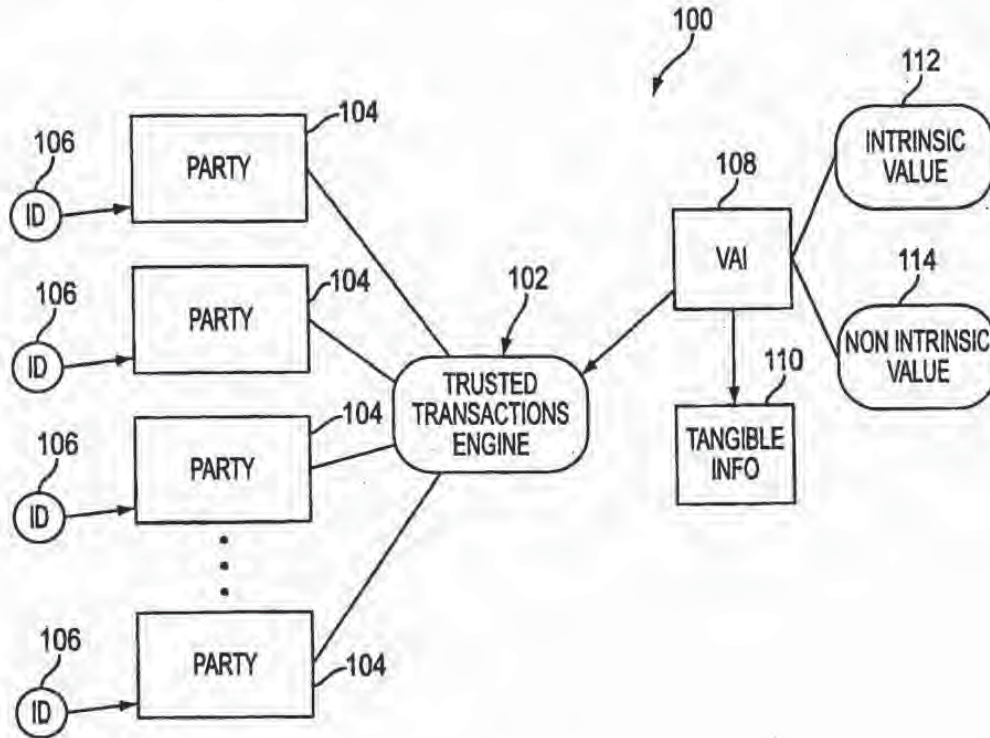 100
112
106
104
PARTY
ID
INTRINSIC
VALUE
108
VAI
106
104
PARTY
ID
102
114
NON INTRINSIC
VALUE
TRUSTED
TRANSACTIONS
ENGINE
110
TANGIBLE
INFO
106
104
PARTY
ID
106
PARTY
104
ID